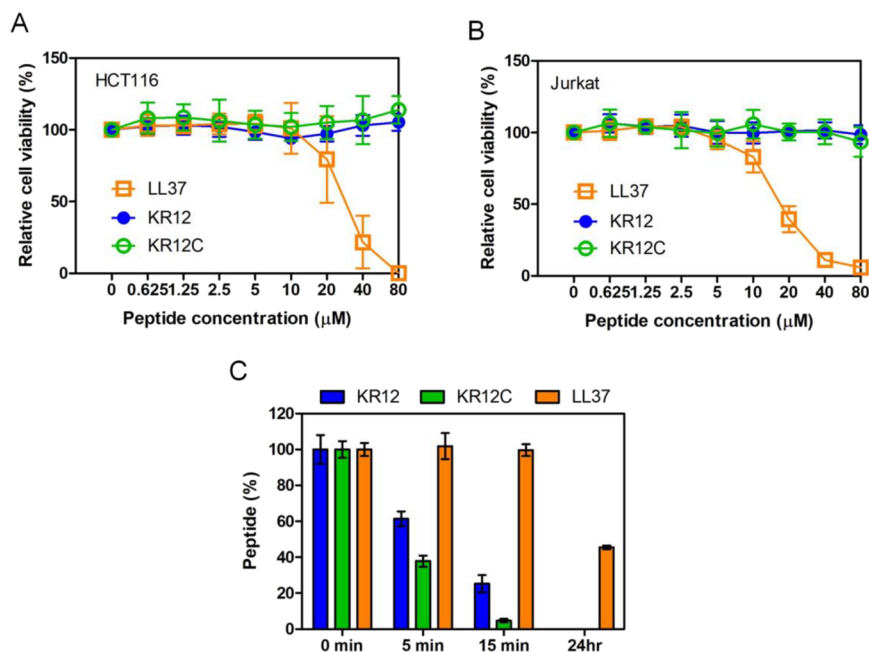 A
150
100
50
0
Relative cell viability (%)
HCT116
LL37
KR12
KR12C
0 0.625 1.25 2.5 5 10 20 40 80
Peptide concentration (μM)
B
150
100
50
0
Relative cell viability (%)
Jurkat
LL37
KR12
KR12C
0 0.625 1.25 2.5 5 10 20 40 80
Peptide concentration (μM)
C
KR12 KR12C LL37
120
100
80
60
40
20
0
Peptide (%)
0 min 5 min 15 min 24hr